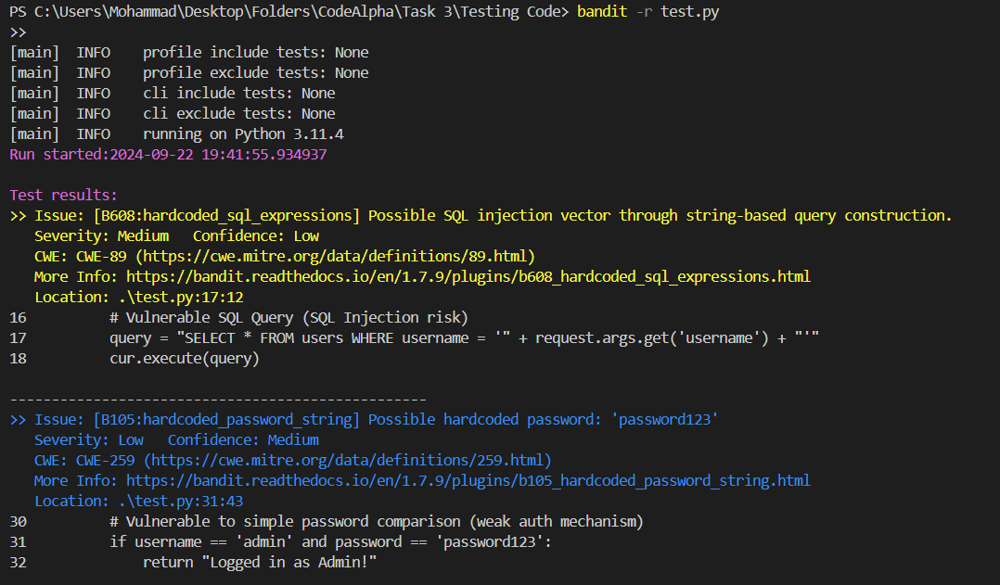 PS C:\Users\Mohammad\Desktop\Folders\CodeAlpha\Task 3\Testing Code> bandit -r test.py
>>
[main]  INFO    profile include tests: None
[main]  INFO    profile exclude tests: None
[main]  INFO    cli include tests: None
[main]  INFO    cli exclude tests: None
[main]  INFO    running on Python 3.11.4
Run started:2024-09-22 19:41:55.934937
Test results:
>> Issue: [B608:hardcoded_sql_expressions] Possible SQL injection vector through string-based query construction.
   Severity: Medium   Confidence: Low
   CWE: CWE-89 (https://cwe.mitre.org/data/definitions/89.html)
   More Info: https://bandit.readthedocs.io/en/1.7.9/plugins/b608_hardcoded_sql_expressions.html
   Location: .\test.py:17:12
16          # Vulnerable SQL Query (SQL Injection risk)
17          query = "SELECT * FROM users WHERE username = '" + request.args.get('username') + "'"
18          cur.execute(query)
--------------------------------------------------
>> Issue: [B105:hardcoded_password_string] Possible hardcoded password: 'password123'
   Severity: Low   Confidence: Medium
   CWE: CWE-259 (https://cwe.mitre.org/data/definitions/259.html)
   More Info: https://bandit.readthedocs.io/en/1.7.9/plugins/b105_hardcoded_password_string.html
   Location: .\test.py:31:43
30          # Vulnerable to simple password comparison (weak auth mechanism)
31          if username == 'admin' and password == 'password123':
32              return "Logged in as Admin!"